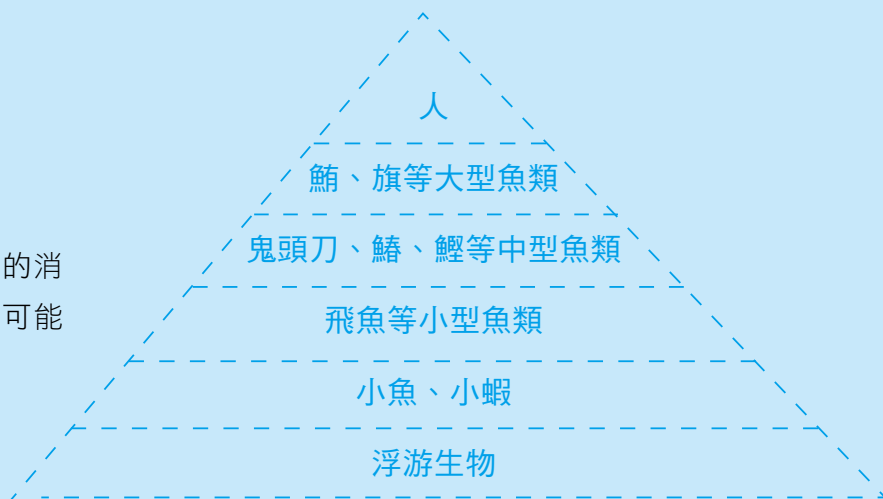 人
鮪、旗等大型魚類
鬼頭刀、鰆、鰹等中型魚類
的消
可能
飛魚等小型魚類
小魚、小蝦
浮游生物